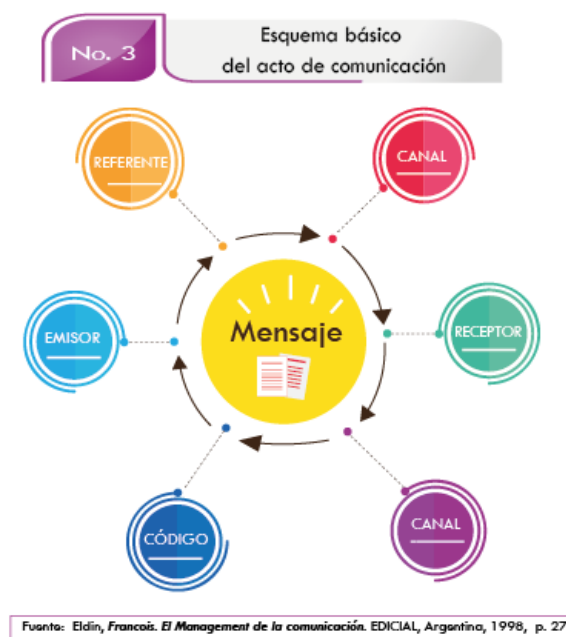 No. 3
Esquema básico
del acto de comunicación
REFERENTE
CANAL
Mensaje
EMISOR
RECEPTOR
CÓDIGO
CANAL
Fuente: Eldin, Francois. El Management de la comunicación. EDICIAL, Argentina, 1998, p. 27